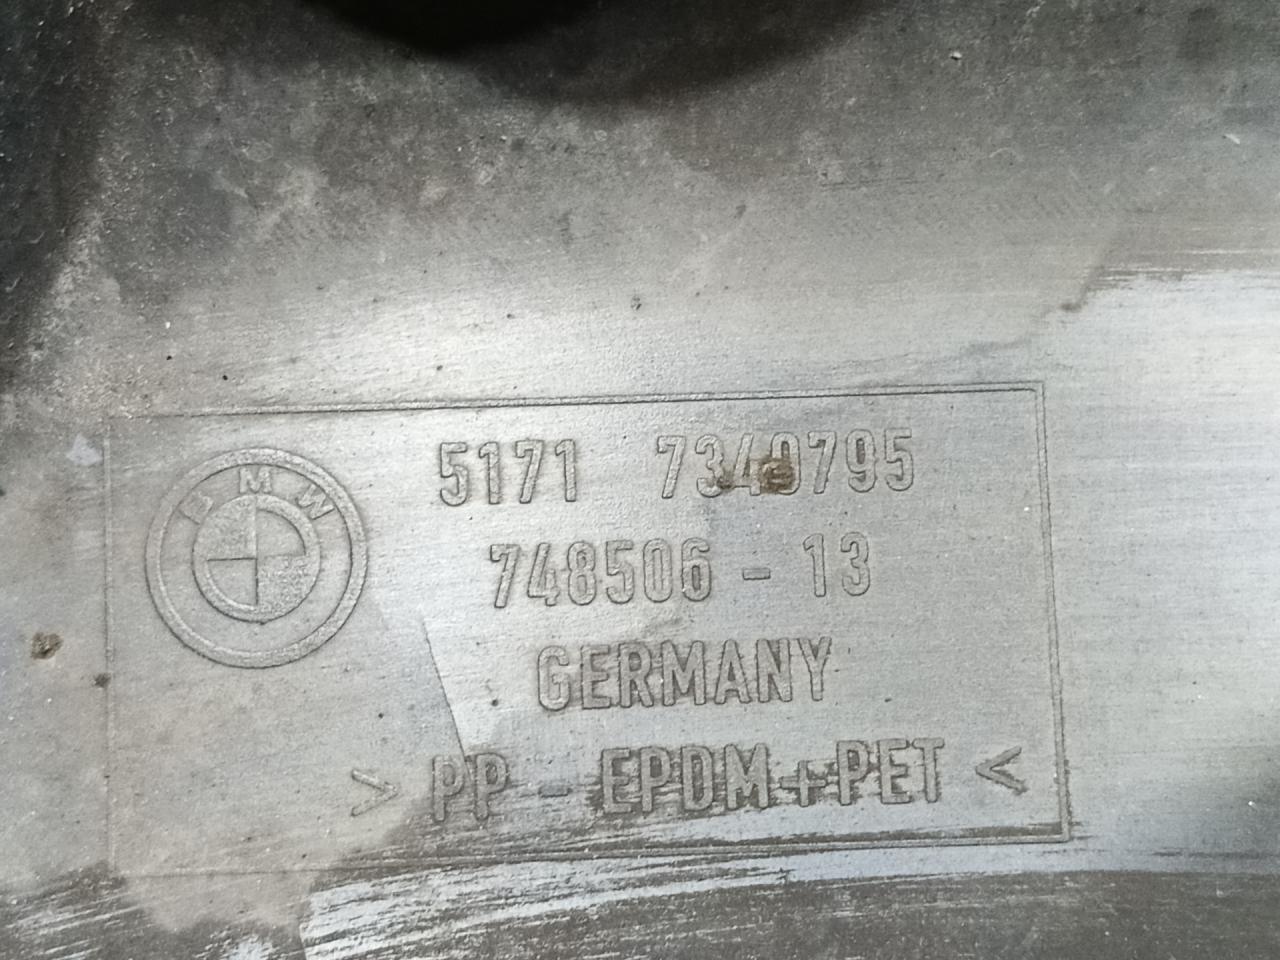 BMW
5171 7340795
748506 - 13
GERMANY
> PP - EPDM+PET <